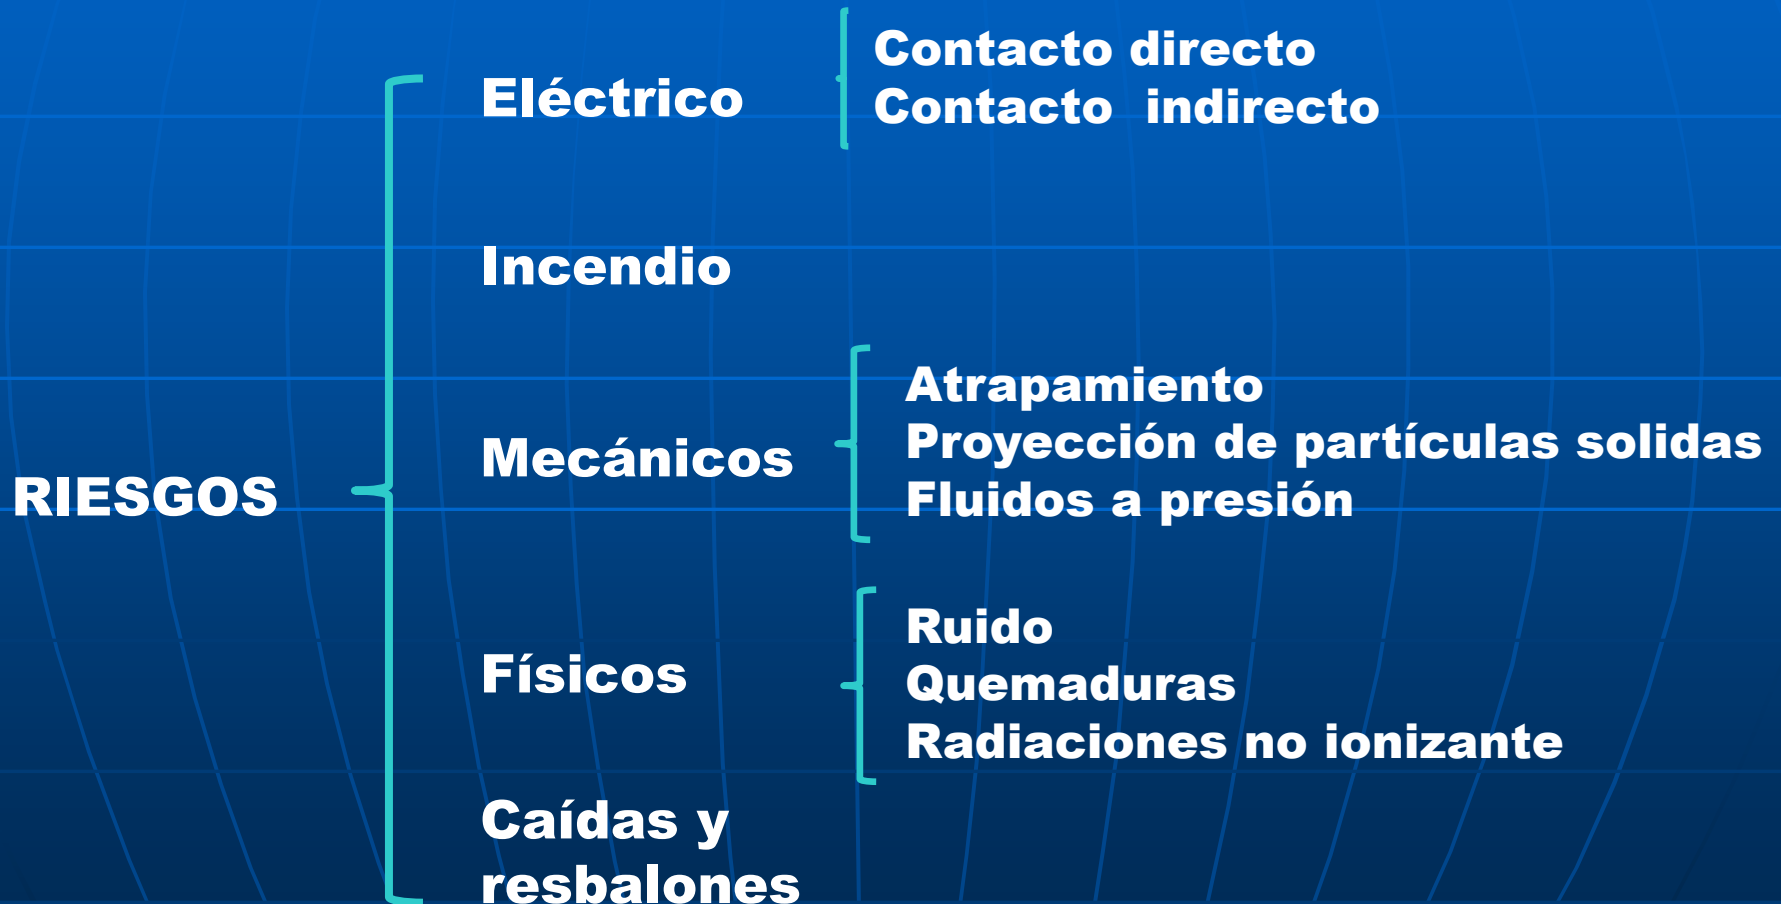 RIESGOS
Eléctrico
Contacto directo
Contacto indirecto
Incendio
Mecánicos
Atrapamiento
Proyección de partículas solidas
Fluidos a presión
Físicos
Ruido
Quemaduras
Radiaciones no ionizante
Caídas y
resbalones